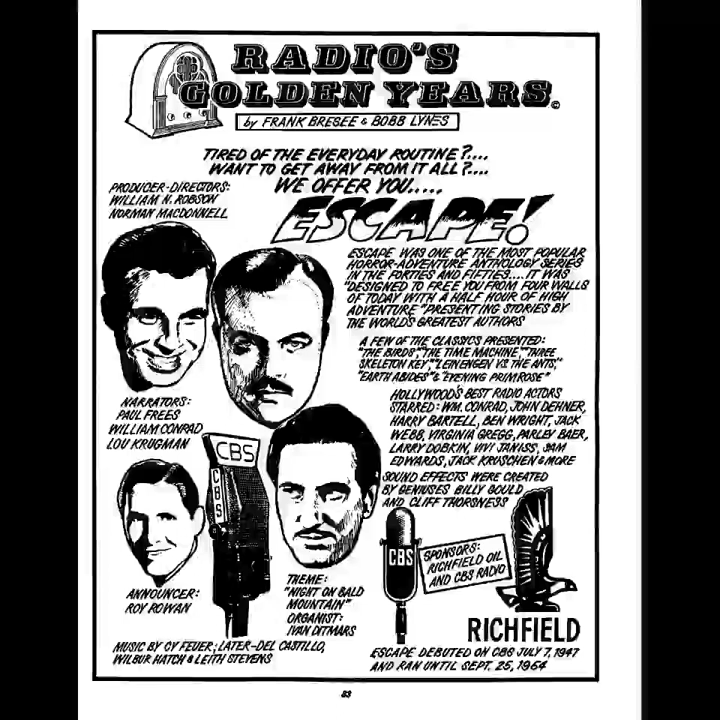 RADIO'S
GOLDEN YEARS ©
by FRANK BRESEE & BOBB LYNES
TIRED OF THE EVERYDAY ROUTINE?....
WANT TO GET AWAY FROM IT ALL?....
WE OFFER YOU.....
ESCAPE!
PRODUCER-DIRECTORS:
WILLIAM N. ROBSON
NORMAN MACDONNELL
ESCAPE WAS ONE OF THE MOST POPULAR
HORROR-ADVENTURE ANTHOLOGY SERIES
IN THE FORTIES AND FIFTIES....IT WAS
"DESIGNED TO FREE YOU FROM FOUR WALLS
OF TODAY WITH A HALF HOUR OF HIGH
ADVENTURE" PRESENTING STORIES BY
THE WORLD'S GREATEST AUTHORS
A FEW OF THE CLASSICS PRESENTED:
"THE BIRDS", "THE TIME MACHINE", "THREE
SKELETON KEY", "LEINENGEN VS. THE ANTS,"
"EARTH ABIDES" & "EVENING PRIMROSE"
HOLLYWOOD'S BEST RADIO ACTORS
STARRED: WM. CONRAD, JOHN DEHNER,
HARRY BARTELL, BEN WRIGHT, JACK
WEBB, VIRGINIA GREGG, PARLEY BAER,
LARRY DOBKIN, VIVI JANISS, SAM
EDWARDS, JACK KRUSCHEN & MORE
SOUND EFFECTS WERE CREATED
BY GENIUSES BILLY GOULD
AND CLIFF THORSNESS
NARRATORS:
PAUL FREES
WILLIAM CONRAD
LOU KRUGMAN
CBS
CBS
ANNOUNCER:
ROY ROWAN
THEME:
"NIGHT ON BALD
MOUNTAIN"
ORGANIST:
IVAN DITMARS
CBS
SPONSORS:
RICHFIELD OIL
AND CBS RADIO
RICHFIELD
MUSIC BY CY FEUER; LATER-DEL CASTILLO,
WILBUR HATCH & LEITH STEVENS
ESCAPE DEBUTED ON CBS JULY 7, 1947
AND RAN UNTIL SEPT. 25, 1954
83